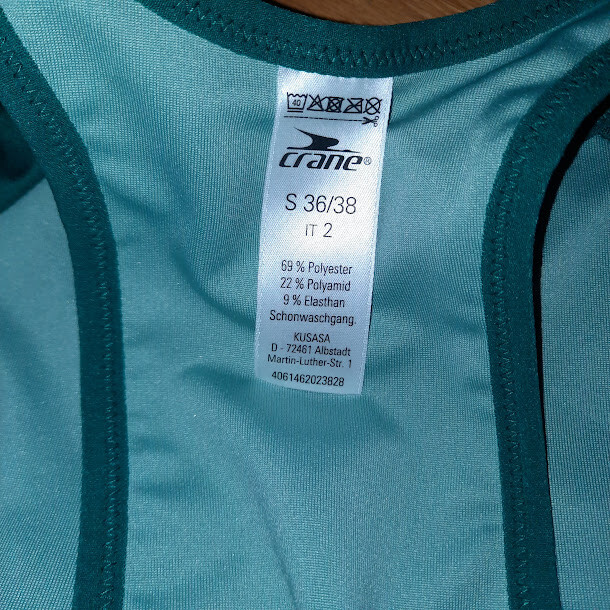 40
crane®
S 36/38
IT 2
69 % Polyester
22 % Polyamid
9 % Elasthan
Schonwaschgang.
KUSASA
D - 72461 Albstadt
Martin-Luther-Str. 1
4061462023828